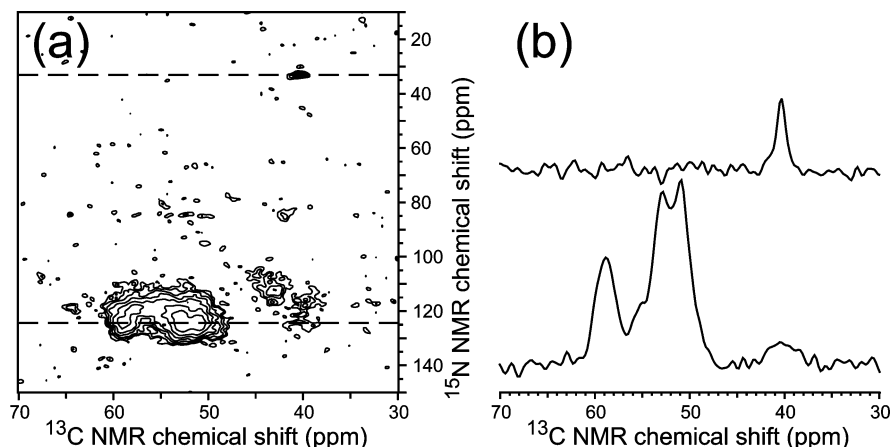 (a)
(b)
20
40
60
80
100
120
140
¹⁵N NMR chemical shift (ppm)
70 60 50 40 30
70 60 50 40 30
¹³C NMR chemical shift (ppm)
¹³C NMR chemical shift (ppm)